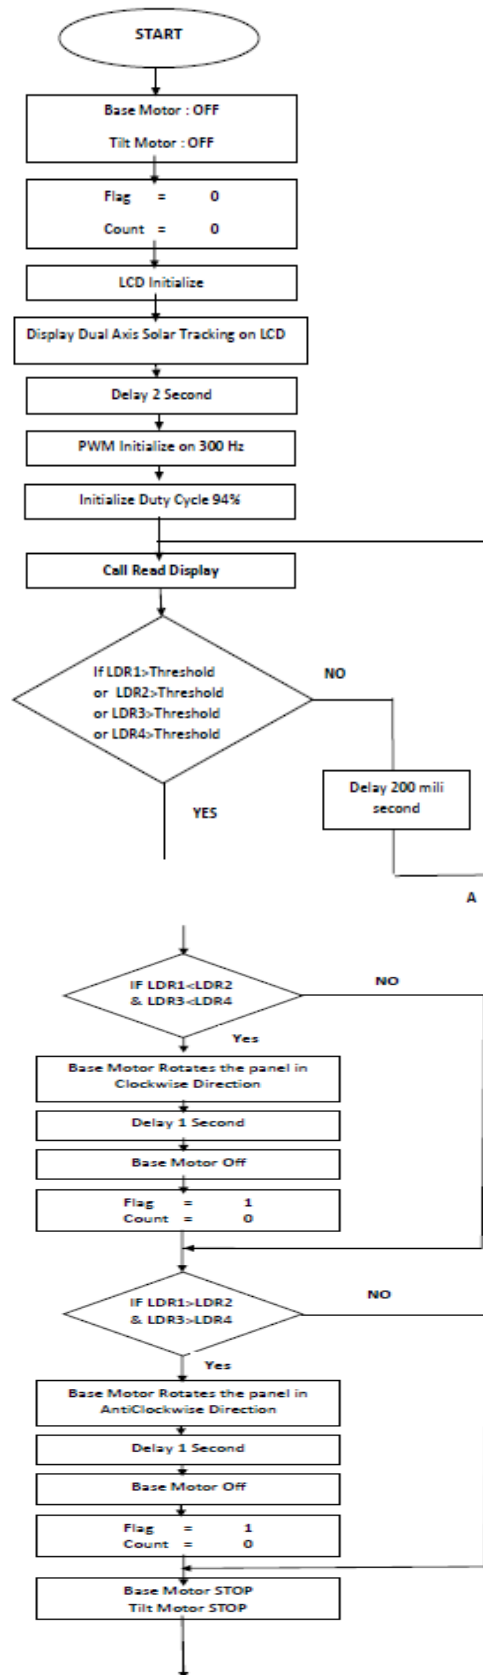 START
Base Motor : OFF
Tilt Motor : OFF
Flag = 0
Count = 0
LCD Initialize
Display Dual Axis Solar Tracking on LCD
Delay 2 Second
PWM Initialize on 300 Hz
Initialize Duty Cycle 94%
Call Read Display
If LDR1>Threshold
or LDR2>Threshold
or LDR3>Threshold
or LDR4>Threshold
NO
Delay 200 mili
second
YES
A
IF LDR1<LDR2
& LDR3<LDR4
NO
Yes
Base Motor Rotates the panel in
Clockwise Direction
Delay 1 Second
Base Motor Off
Flag = 1
Count = 0
IF LDR1>LDR2
& LDR3>LDR4
NO
Yes
Base Motor Rotates the panel in
AntiClockwise Direction
Delay 1 Second
Base Motor Off
Flag = 1
Count = 0
Base Motor STOP
Tilt Motor STOP